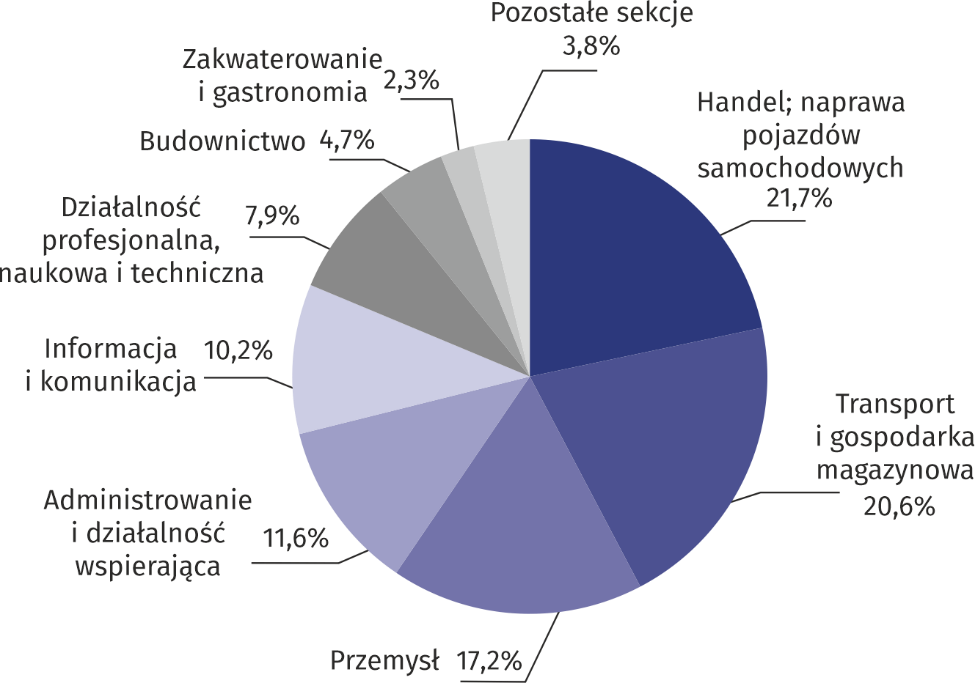 Pozostałe sekcje
3,8%
Handel; naprawa
pojazdów
samochodowych
21,7%
Transport
i gospodarka
magazynowa
20,6%
Przemysł 17,2%
Administrowanie
i działalność
wspierająca
11,6%
Informacja
i komunikacja
10,2%
Działalność
profesjonalna,
naukowa i techniczna
7,9%
Budownictwo 4,7%
Zakwaterowanie
i gastronomia
2,3%